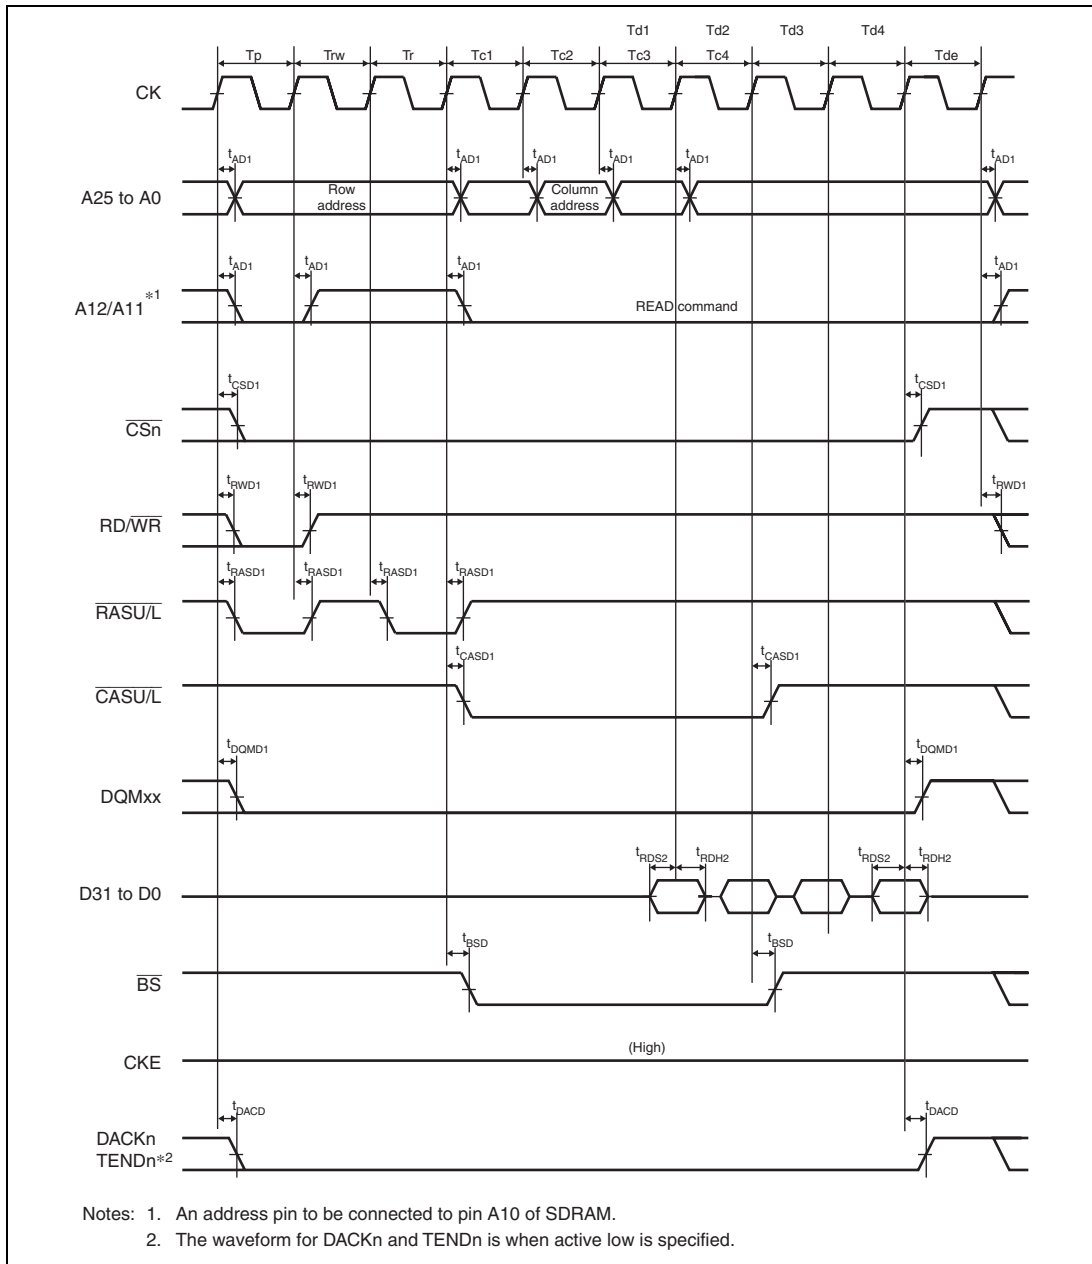 Td1 Td2 Td3 Td4
Tp Trw Tr Tc1 Tc2 Tc3 Tc4 Tde
CK
tAD1 tAD1 tAD1 tAD1 tAD1 tAD1
A25 to A0
Row address
Column address
tAD1 tAD1 tAD1 tAD1
A12/A11*1
READ command
tCSD1 tCSD1
CSn
tRWD1 tRWD1 tRWD1
RD/WR
tRASD1 tRASD1 tRASD1 tRASD1
RASU/L
tCASD1 tCASD1
CASU/L
tDQMD1 tDQMD1
DQMxx
tRDS2 tRDH2 tRDS2 tRDH2
D31 to D0
tBSD tBSD
BS
(High)
CKE
tDACD tDACD
DACKn
TENDn*2
Notes: 1. An address pin to be connected to pin A10 of SDRAM.
2. The waveform for DACKn and TENDn is when active low is specified.